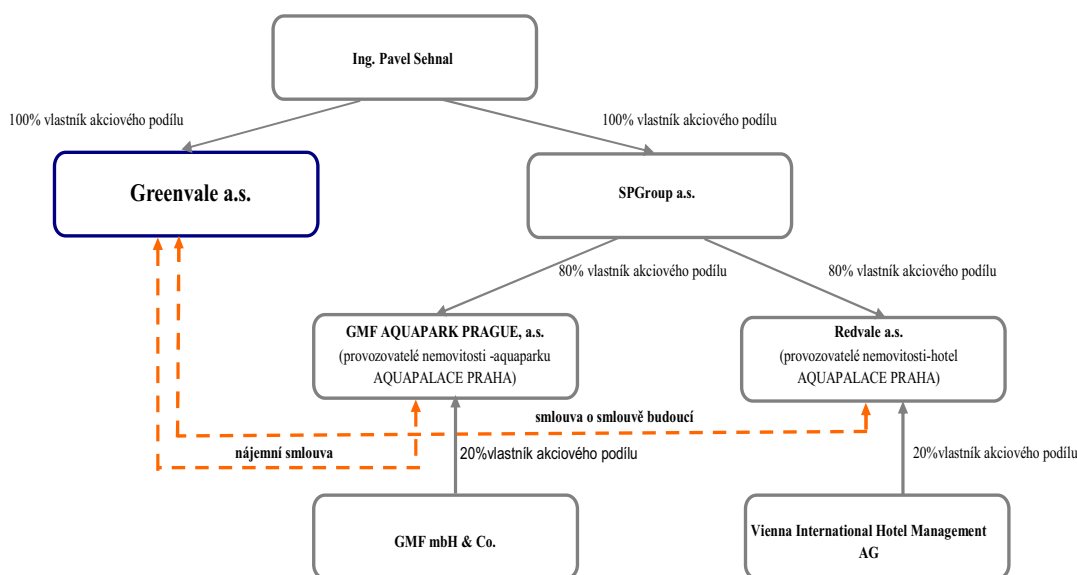 Ing. Pavel Sehnal
100% vlastník akciového podílu
100% vlastník akciového podílu
Greenvale a.s.
SPGroup a.s.
80% vlastník akciového podílu
80% vlastník akciového podílu
GMF AQUAPARK PRAGUE, a.s.
(provozovatelé nemovitosti -aquaparku
AQUAPALACE PRAHA)
Redvale a.s.
(provozovatelé nemovitosti-hotel
AQUAPALACE PRAHA)
smlouva o smlouvě budoucí
nájemní smlouva
20%vlastník akciového podílu
20%vlastník akciového podílu
GMF mbH & Co.
Vienna International Hotel Management
AG